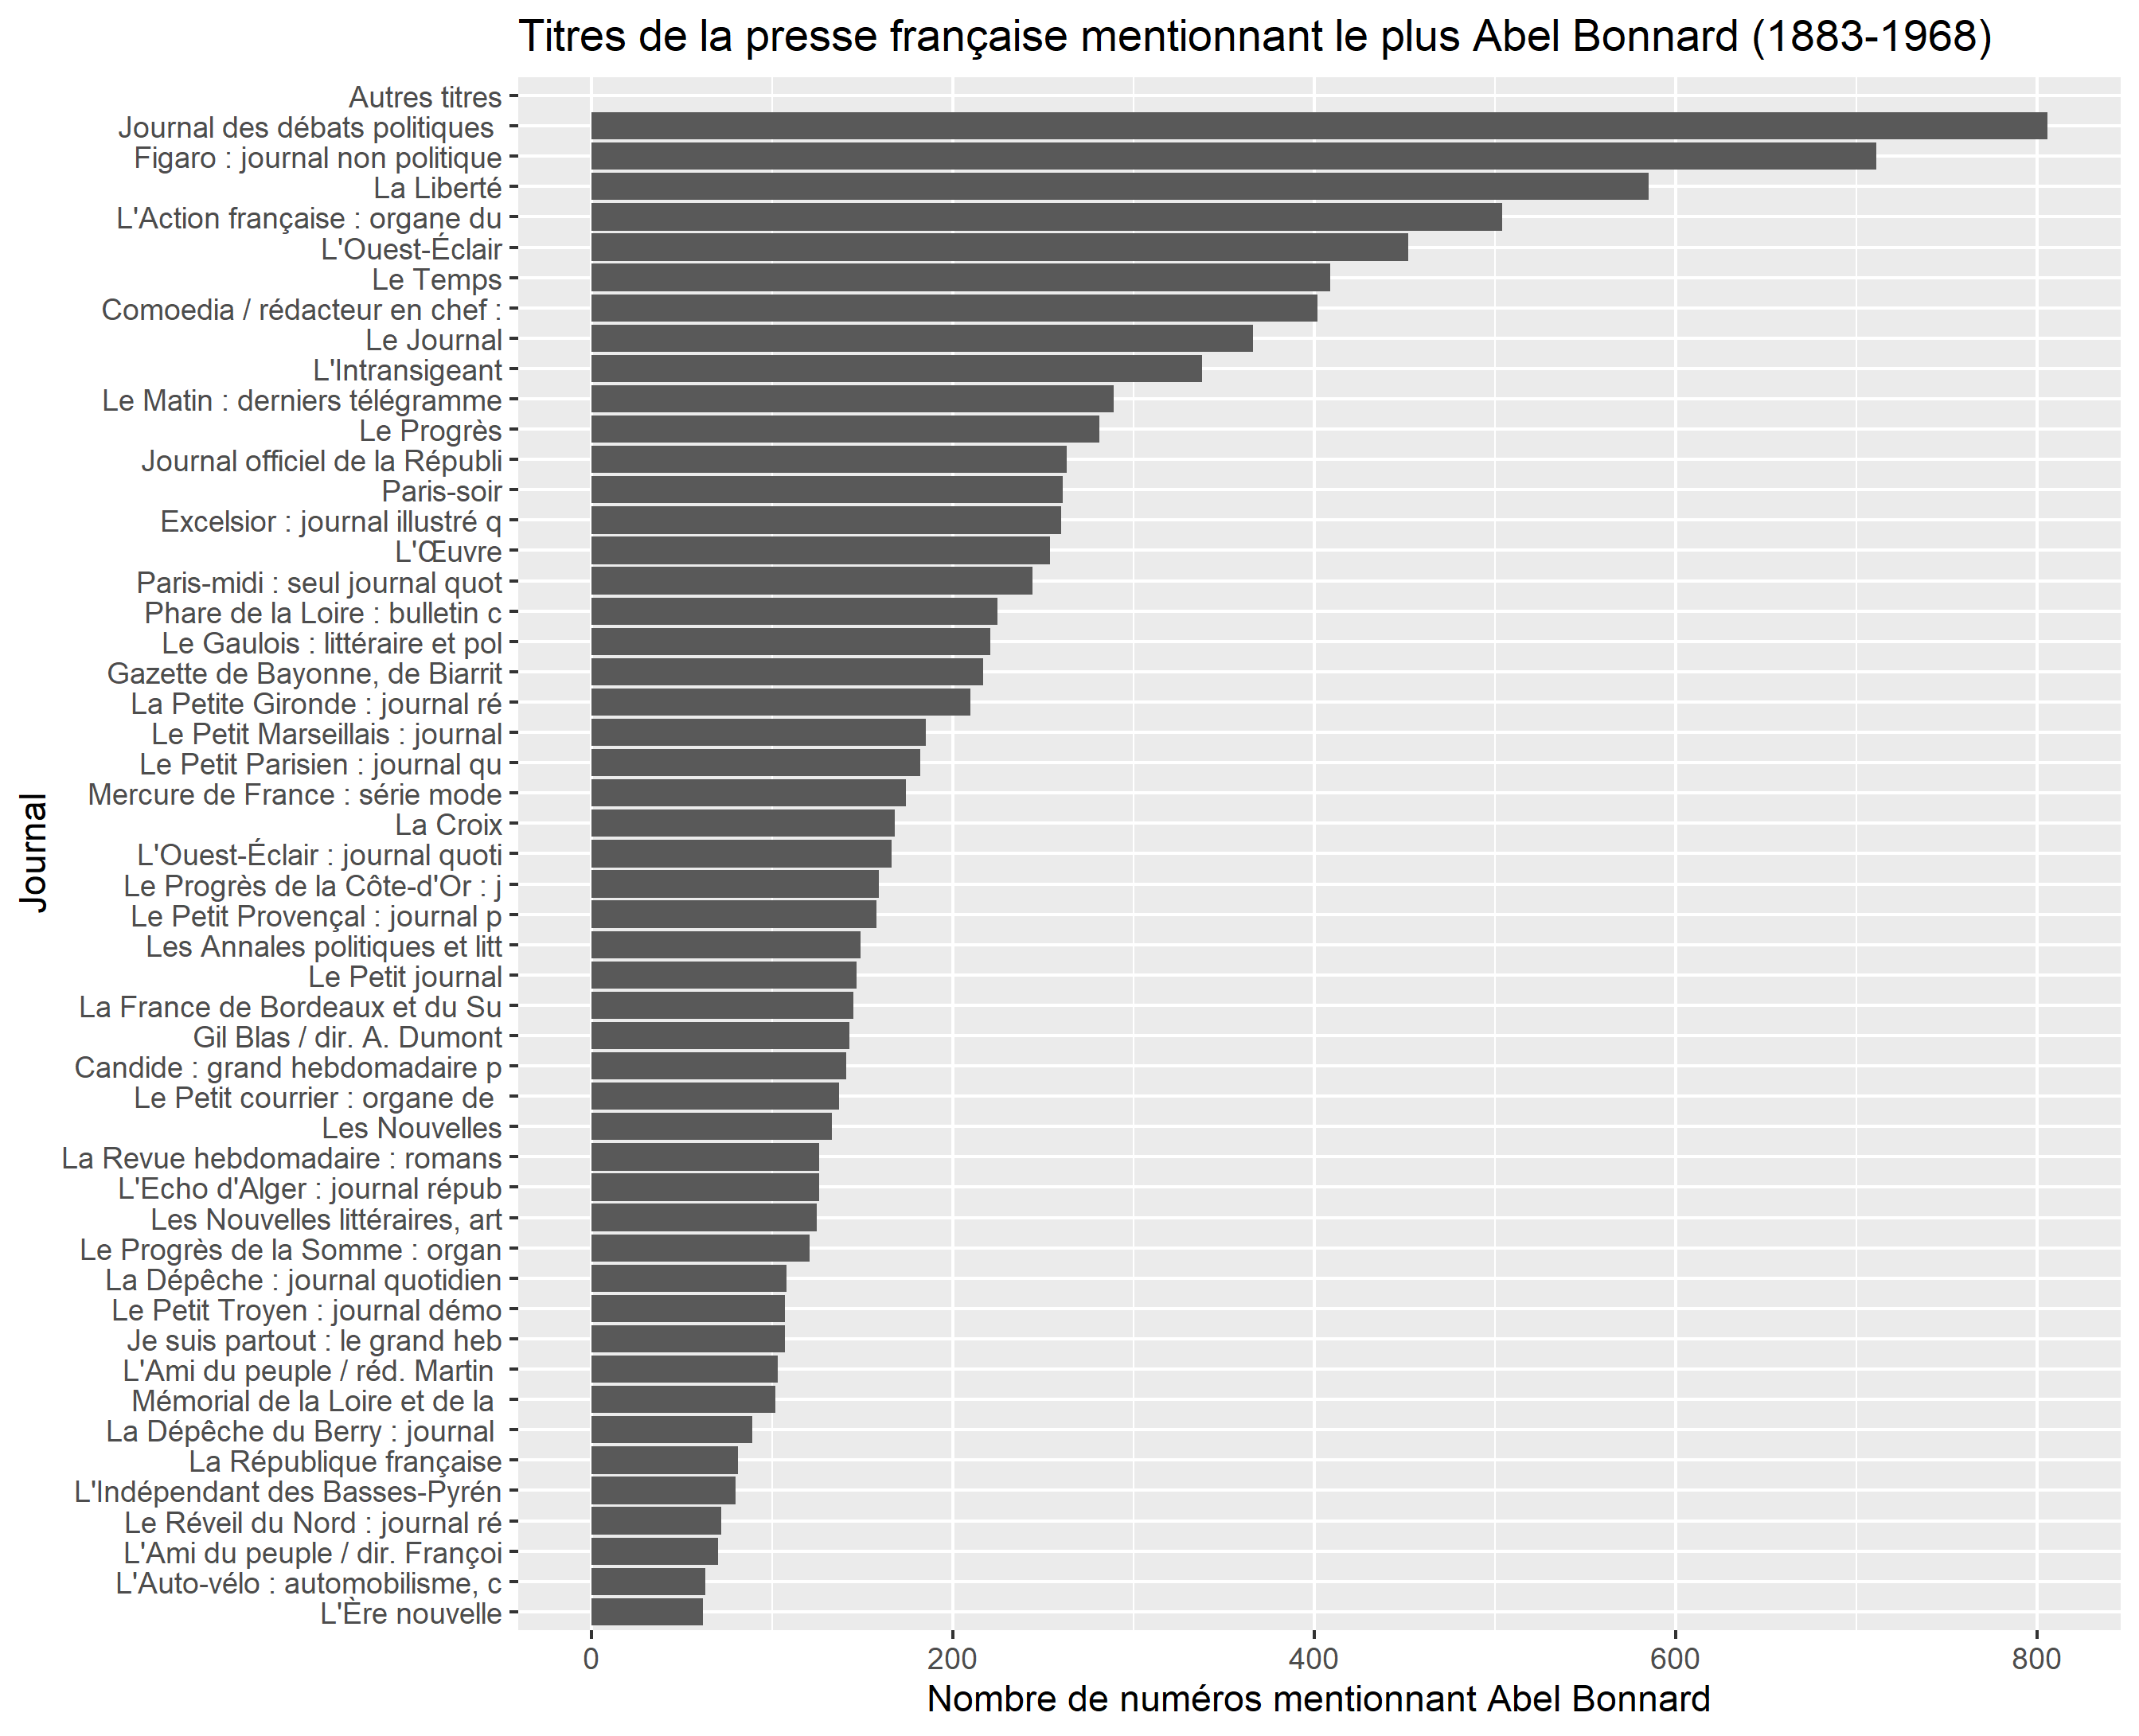 Titres de la presse française mentionnant le plus Abel Bonnard (1883-1968)
Journal
Autres titres
Journal des débats politiques
Figaro : journal non politique
La Liberté
L'Action française : organe du
L'Ouest-Éclair
Le Temps
Comoedia / rédacteur en chef :
Le Journal
L'Intransigeant
Le Matin : derniers télégramme
Le Progrès
Journal officiel de la Républi
Paris-soir
Excelsior : journal illustré q
L'Œuvre
Paris-midi : seul journal quot
Phare de la Loire : bulletin c
Le Gaulois : littéraire et pol
Gazette de Bayonne, de Biarrit
La Petite Gironde : journal ré
Le Petit Marseillais : journal
Le Petit Parisien : journal qu
Mercure de France : série mode
La Croix
L'Ouest-Éclair : journal quoti
Le Progrès de la Côte-d'Or : j
Le Petit Provençal : journal p
Les Annales politiques et litt
Le Petit journal
La France de Bordeaux et du Su
Gil Blas / dir. A. Dumont
Candide : grand hebdomadaire p
Le Petit courrier : organe de
Les Nouvelles
La Revue hebdomadaire : romans
L'Echo d'Alger : journal répub
Les Nouvelles littéraires, art
Le Progrès de la Somme : organ
La Dépêche : journal quotidien
Le Petit Troyen : journal démo
Je suis partout : le grand heb
L'Ami du peuple / réd. Martin
Mémorial de la Loire et de la
La Dépêche du Berry : journal
La République française
L'Indépendant des Basses-Pyrén
Le Réveil du Nord : journal ré
L'Ami du peuple / dir. Françoi
L'Auto-vélo : automobilisme, c
L'Ère nouvelle
0 200 400 600 800
Nombre de numéros mentionnant Abel Bonnard